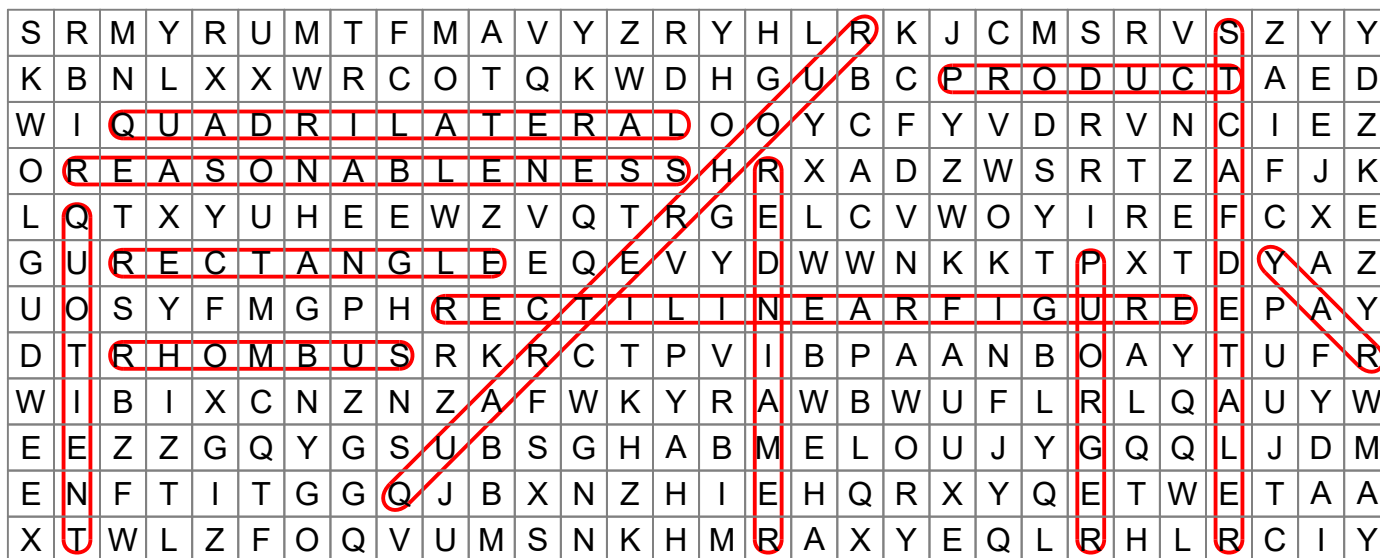 S R M Y R U M T F M A V Y Z R Y H L R K J C M S R V S Z Y Y
K B N L X X W R C O T Q K W D H G U B C P R O D U C T A E D
W I Q U A D R I L A T E R A L O O Y C F Y V D R V N C I E Z
O R E A S O N A B L E N E S S H R X A D Z W S R T Z A F J K
L Q T X Y U H E E W Z V Q T R G E L C V W O Y I R E F C X E
G U R E C T A N G L E E Q E V Y D W W N K K T P X T D Y A Z
U O S Y F M G P H R E C T I L I N E A R F I G U R E E P A Y
D T R H O M B U S R K R C T P V I B P A A N B O A Y T U F R
W I B I X C N Z N Z A F W K Y R A W B W U F L R L Q A U Y W
E E Z Z G Q Y G S U B S G H A B M E L O U J Y G Q Q L J D M
E N F T I T G G Q J B X N Z H I E H Q R X Y Q E T W E T A A
X T W L Z F O Q V U M S N K H M R A X Y E Q L R H L R C I Y